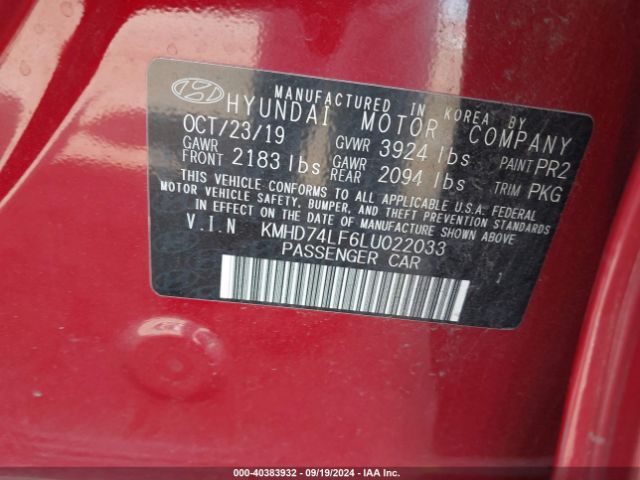 MANUFACTURED IN KOREA BY
HYUNDAI MOTOR COMPANY
OCT/23/19 GVWR 3924 lbs PAINT PR2
GAWR FRONT 2183 lbs GAWR REAR 2094 lbs TRIM PKG
THIS VEHICLE CONFORMS TO ALL APPLICABLE U.S.A. FEDERAL
MOTOR VEHICLE SAFETY, BUMPER, AND THEFT PREVENTION STANDARDS
IN EFFECT ON THE DATE OF MANUFACTURE SHOWN ABOVE.
V.I.N KMHD74LF6LU022033
PASSENGER CAR
1
000-40383932 - 09/19/2024 - IAA Inc.